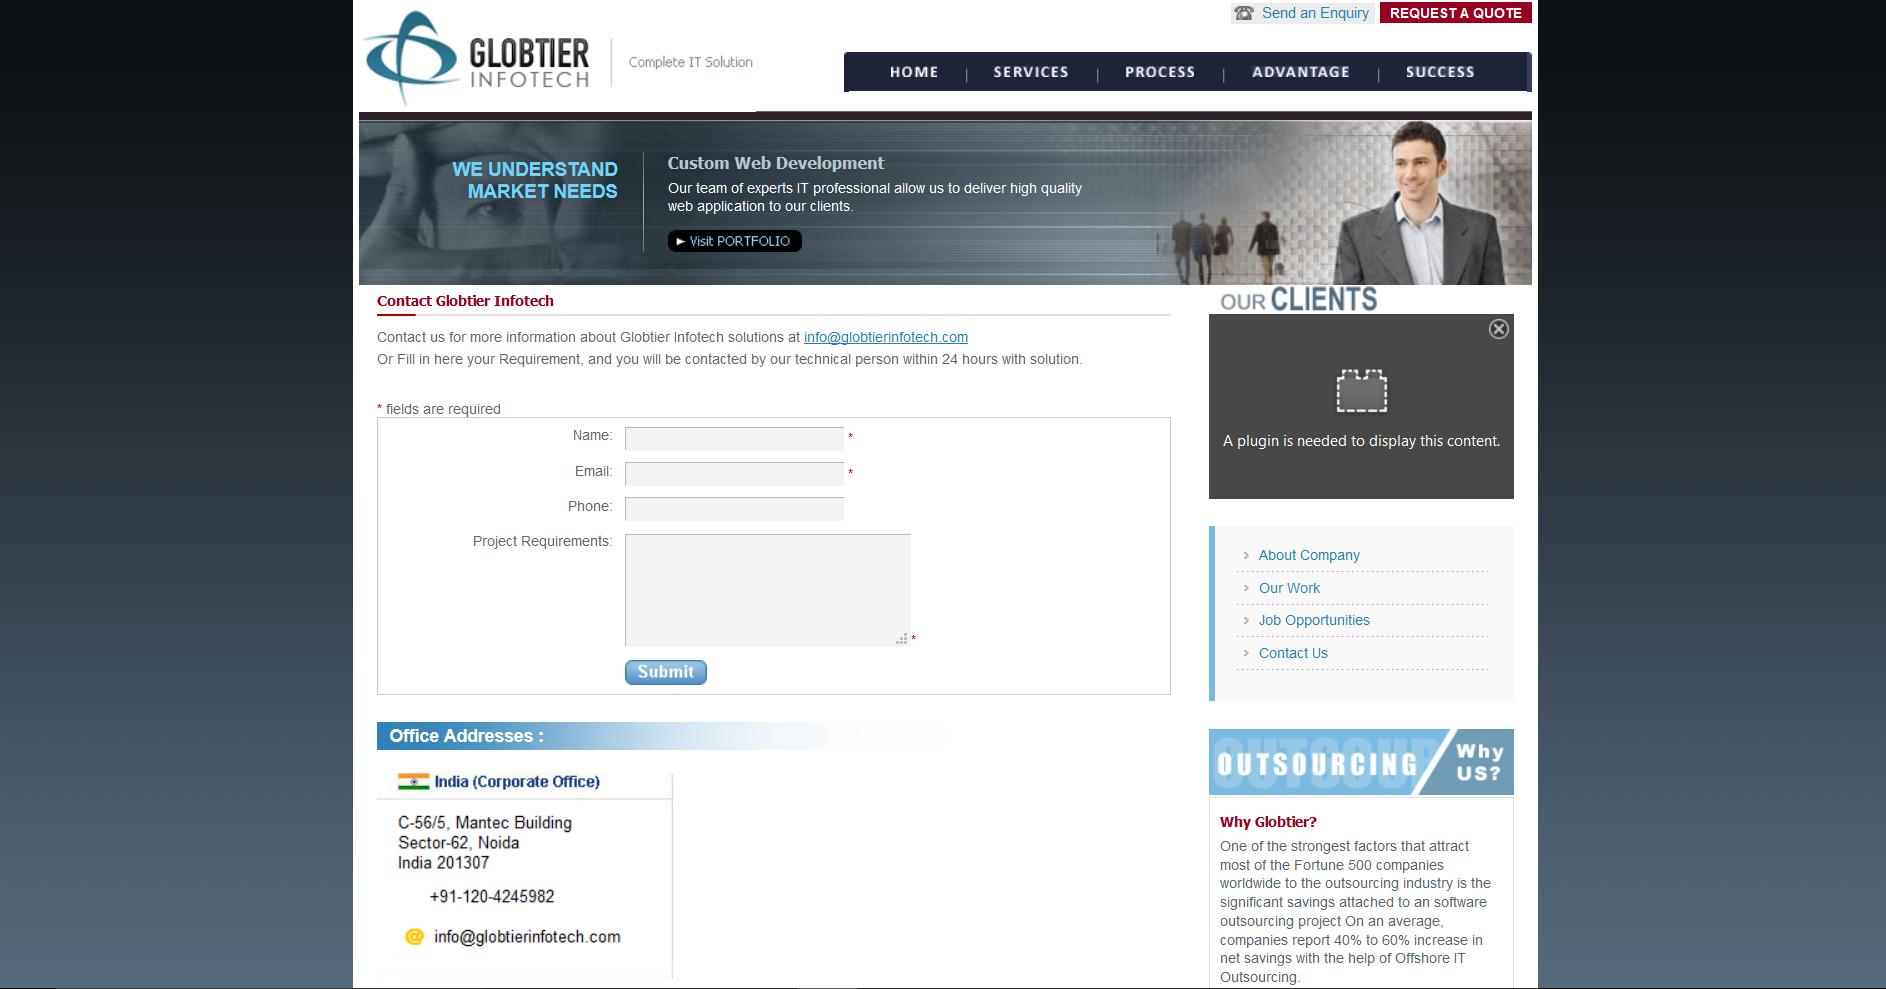 Send an Enquiry
REQUEST A QUOTE
GLOBTIER
INFOTECH
Complete IT Solution
HOME
SERVICES
PROCESS
ADVANTAGE
SUCCESS
WE UNDERSTAND
MARKET NEEDS
Custom Web Development
Our team of experts IT professional allow us to deliver high quality
web application to our clients.
Visit PORTFOLIO
Contact Globtier Infotech
Contact us for more information about Globtier Infotech solutions at info@globtierinfotech.com
Or Fill in here your Requirement, and you will be contacted by our technical person within 24 hours with solution.
* fields are required
Name: *
Email: *
Phone:
Project Requirements: *
Submit
Office Addresses :
India (Corporate Office)
C-56/5, Mantec Building
Sector-62, Noida
India 201307
+91-120-4245982
@ info@globtierinfotech.com
OUR CLIENTS
A plugin is needed to display this content.
About Company
Our Work
Job Opportunities
Contact Us
OUTSOURCING
Why
US?
Why Globtier?
One of the strongest factors that attract
most of the Fortune 500 companies
worldwide to the outsourcing industry is the
significant savings attached to an software
outsourcing project On an average,
companies report 40% to 60% increase in
net savings with the help of Offshore IT
Outsourcing.